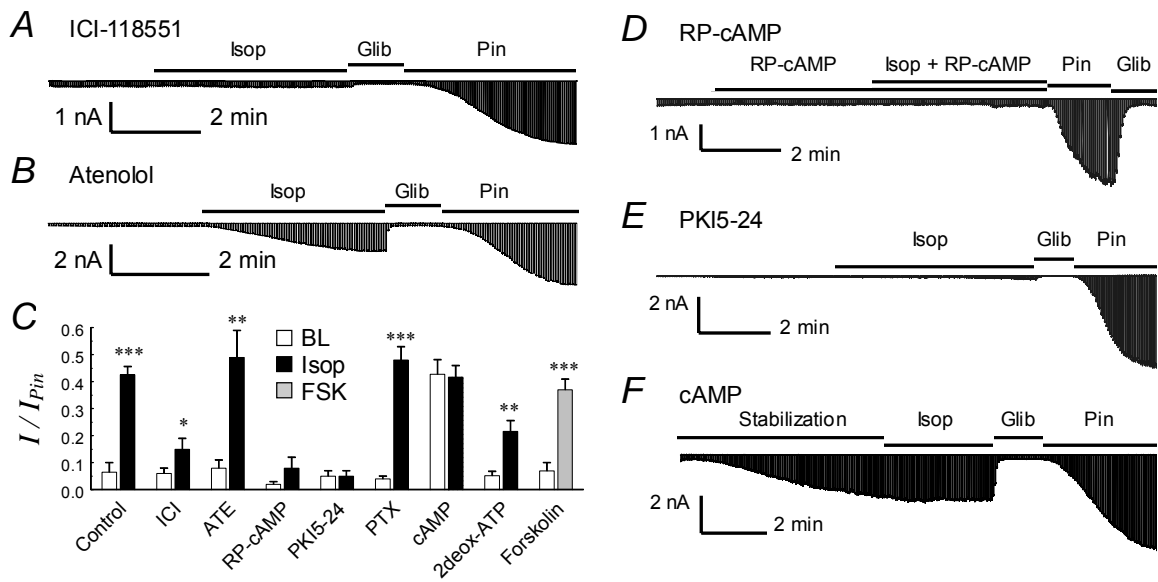 A ICI-118551
Isop Glib Pin
1 nA 2 min
B Atenolol
Isop Glib Pin
2 nA 2 min
C
BL
Isop
FSK
I / I_Pin
0.6
0.5
0.4
0.3
0.2
0.1
0.0
*** * ** *** ** ***
Control ICI ATE RP-cAMP PKI5-24 PTX cAMP 2deox-ATP Forskolin
D RP-cAMP
RP-cAMP Isop + RP-cAMP Pin Glib
1 nA 2 min
E PKI5-24
Isop Glib Pin
2 nA 2 min
F cAMP
Stabilization Isop Glib Pin
2 nA 2 min